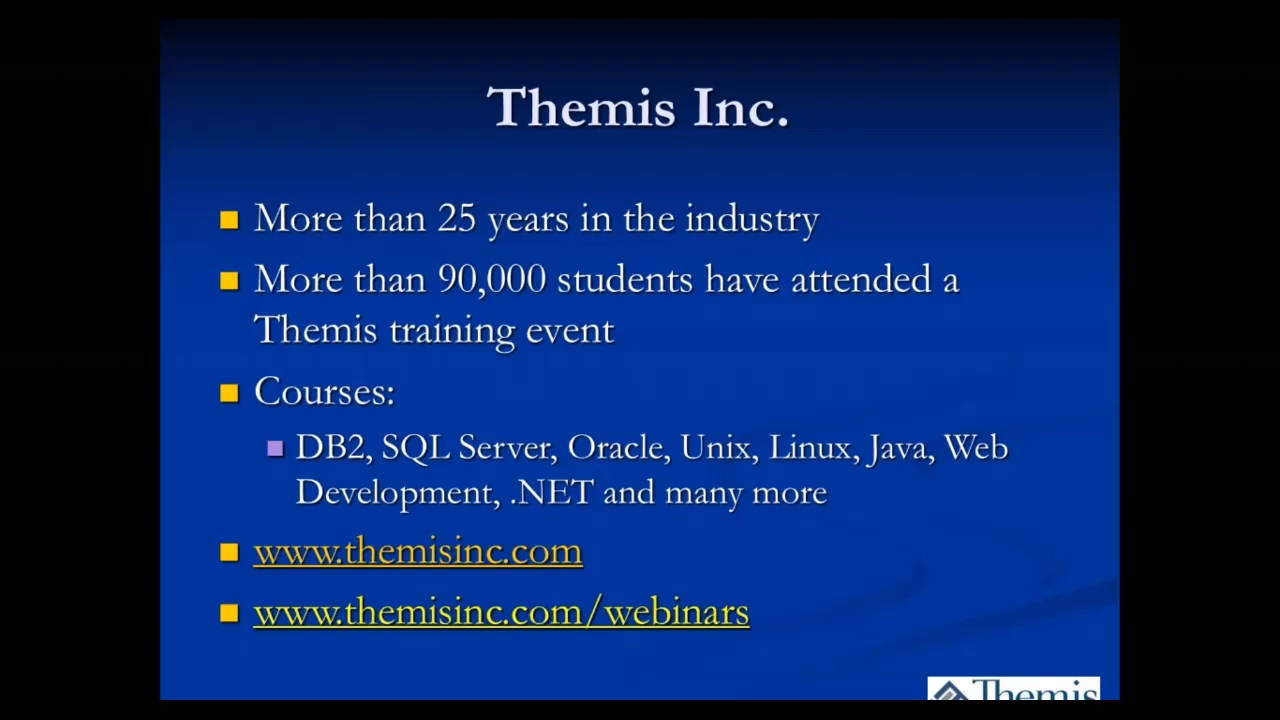 Themis Inc.
More than 25 years in the industry
More than 90,000 students have attended a
Themis training event
Courses:
DB2, SQL Server, Oracle, Unix, Linux, Java, Web
Development, .NET and many more
www.themisinc.com
www.themisinc.com/webinars
Themis